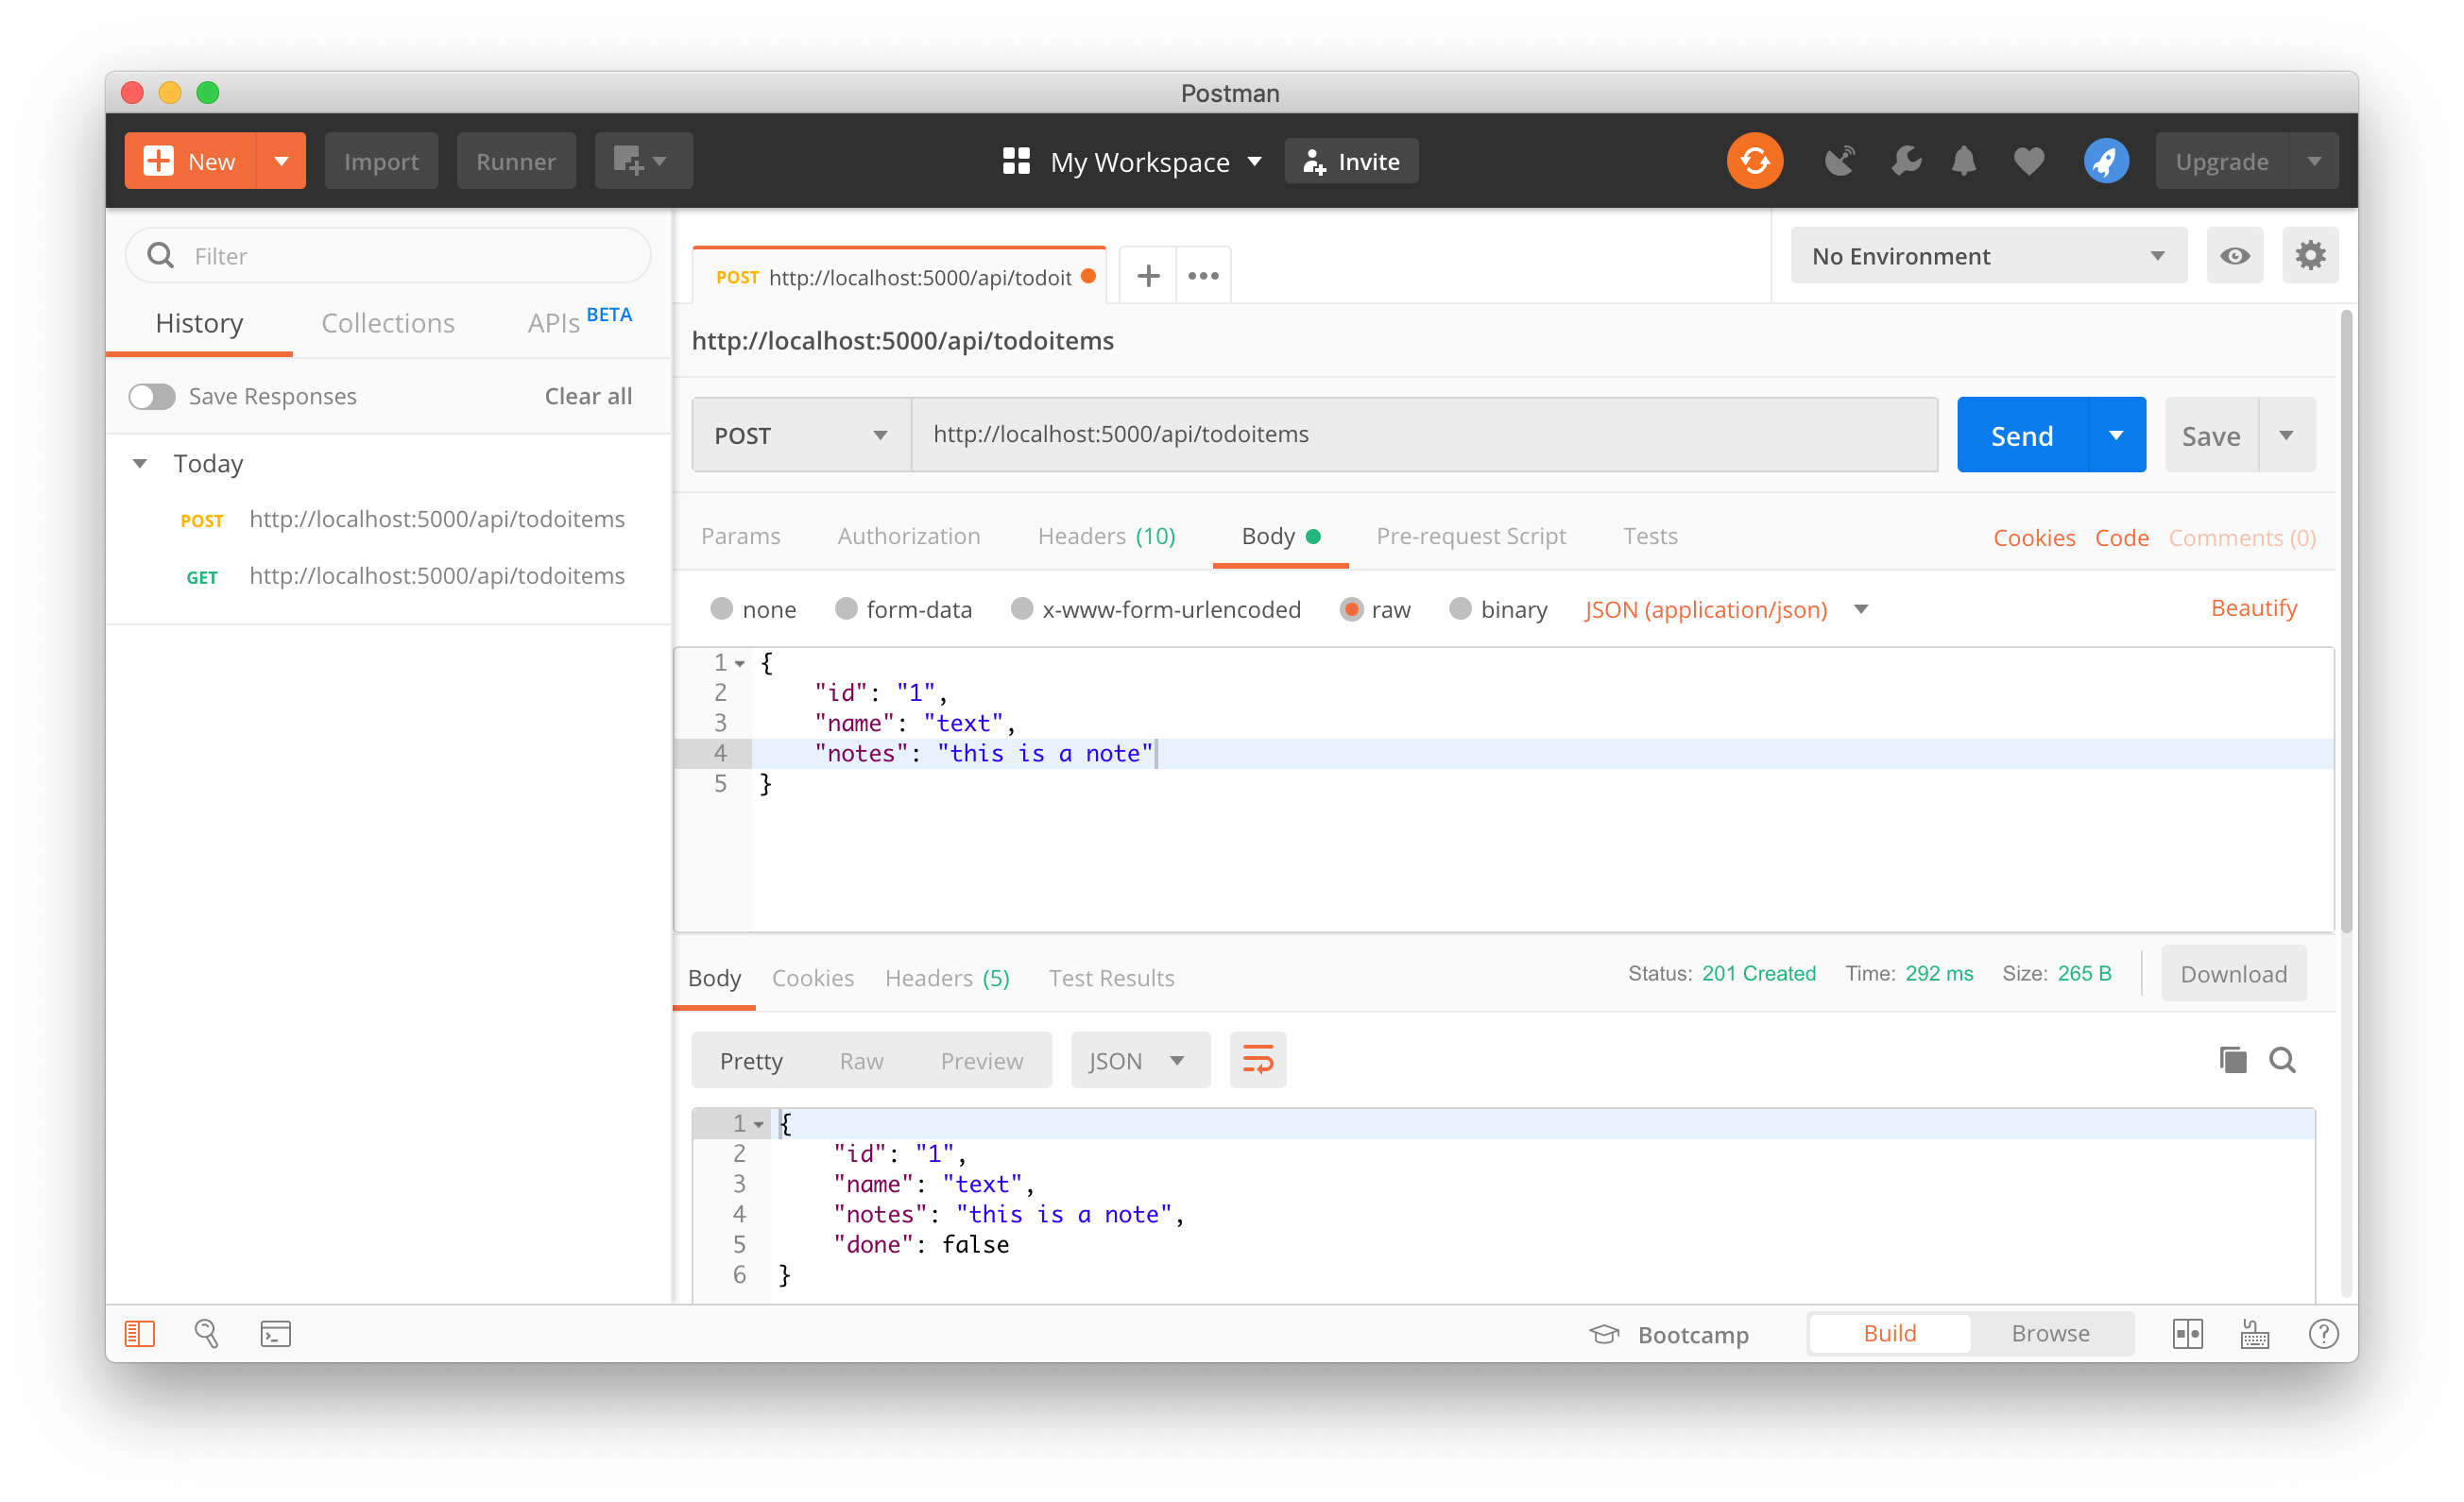 Postman
New Import Runner My Workspace Invite Upgrade
Filter
History Collections APIs BETA
Save Responses Clear all
Today
POST http://localhost:5000/api/todoitems
GET http://localhost:5000/api/todoitems
POST http://localhost:5000/api/todoit
No Environment
http://localhost:5000/api/todoitems
POST http://localhost:5000/api/todoitems Send Save
Params Authorization Headers (10) Body Pre-request Script Tests Cookies Code Comments (0)
none form-data x-www-form-urlencoded raw binary JSON (application/json) Beautify
1 {
2 "id": "1",
3 "name": "text",
4 "notes": "this is a note"
5 }
Body Cookies Headers (5) Test Results Status: 201 Created Time: 292 ms Size: 265 B Download
Pretty Raw Preview JSON
1 {
2 "id": "1",
3 "name": "text",
4 "notes": "this is a note",
5 "done": false
6 }
Bootcamp Build Browse